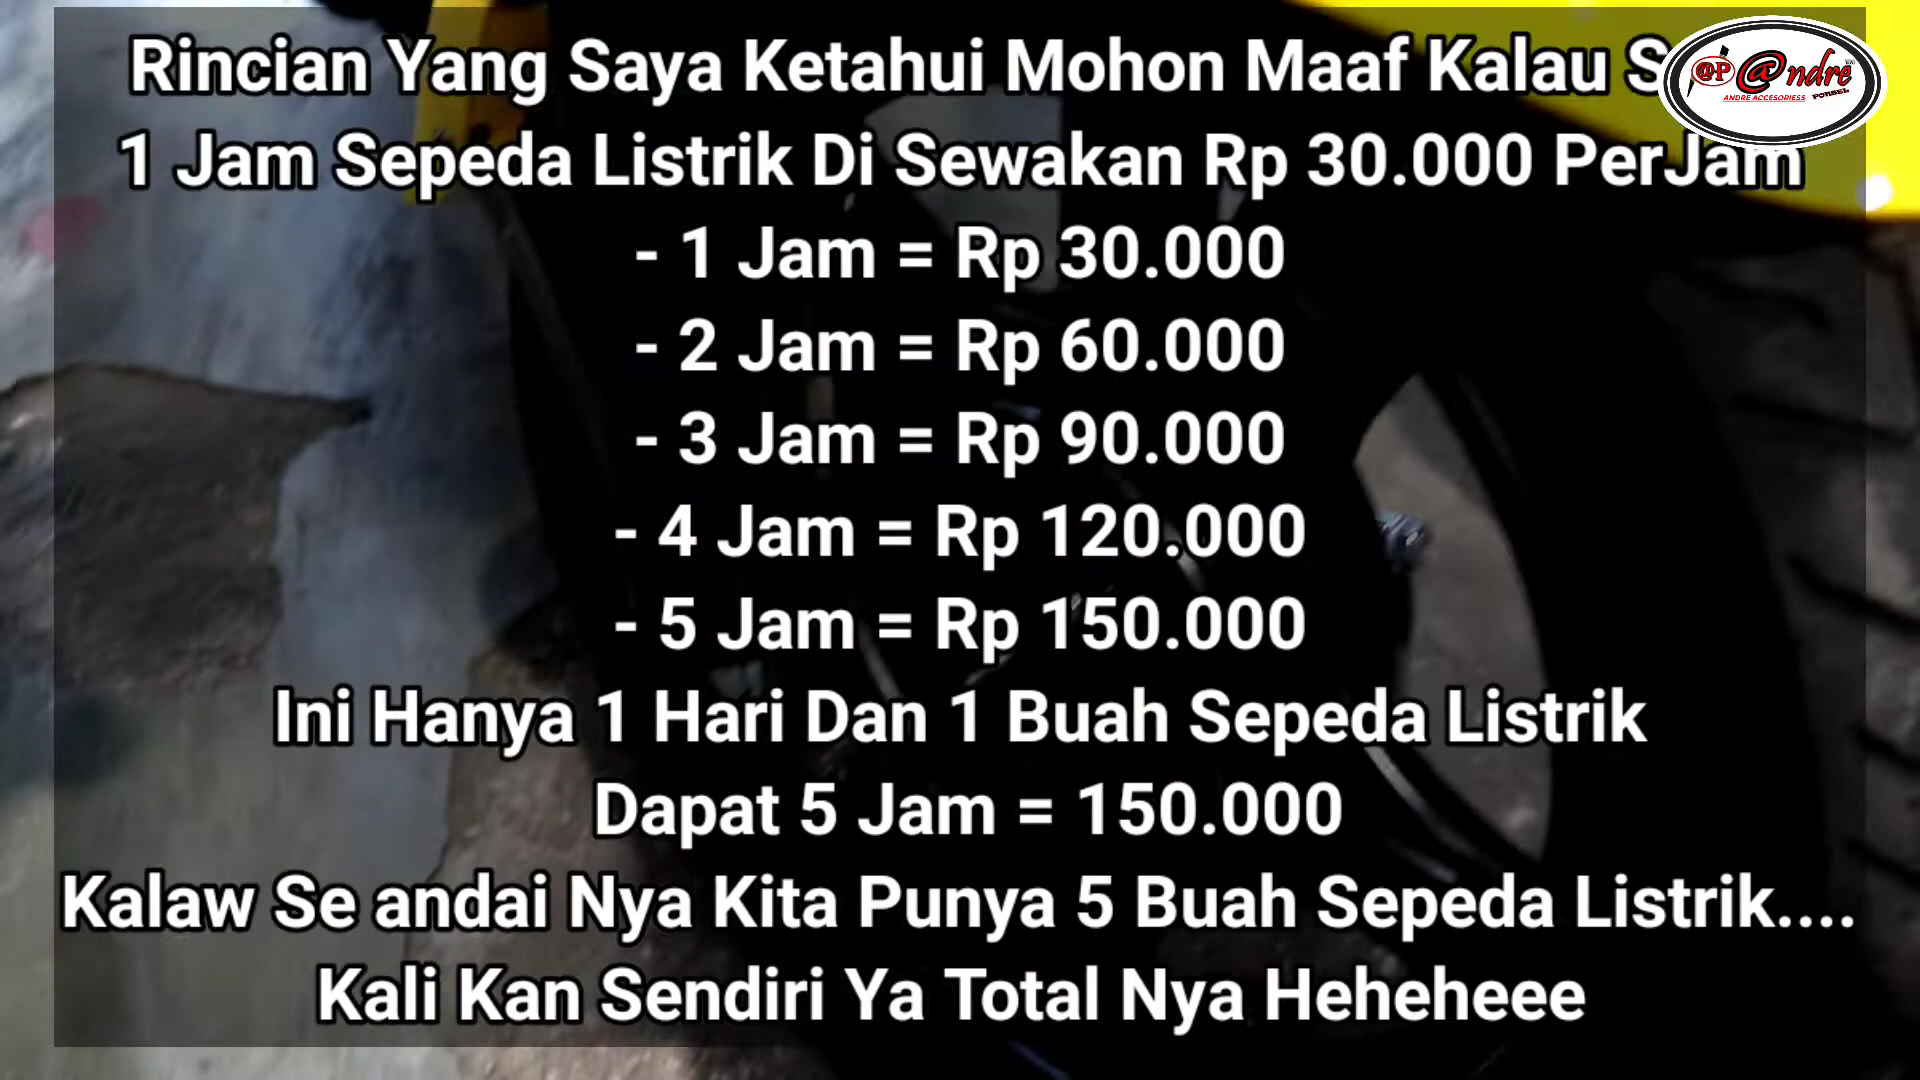 Rincian Yang Saya Ketahui Mohon Maaf Kalau
1 Jam Sepeda Listrik Di Sewakan Rp 30.000 PerJam
- 1 Jam = Rp 30.000
- 2 Jam = Rp 60.000
- 3 Jam = Rp 90.000
- 4 Jam = Rp 120.000
- 5 Jam = Rp 150.000
Ini Hanya 1 Hari Dan 1 Buah Sepeda Listrik
Dapat 5 Jam = 150.000
Kalaw Se andai Nya Kita Punya 5 Buah Sepeda Listrik....
Kali Kan Sendiri Ya Total Nya Heheheee
@P @ndre
ANDRE ACCESORIESS PONSEL